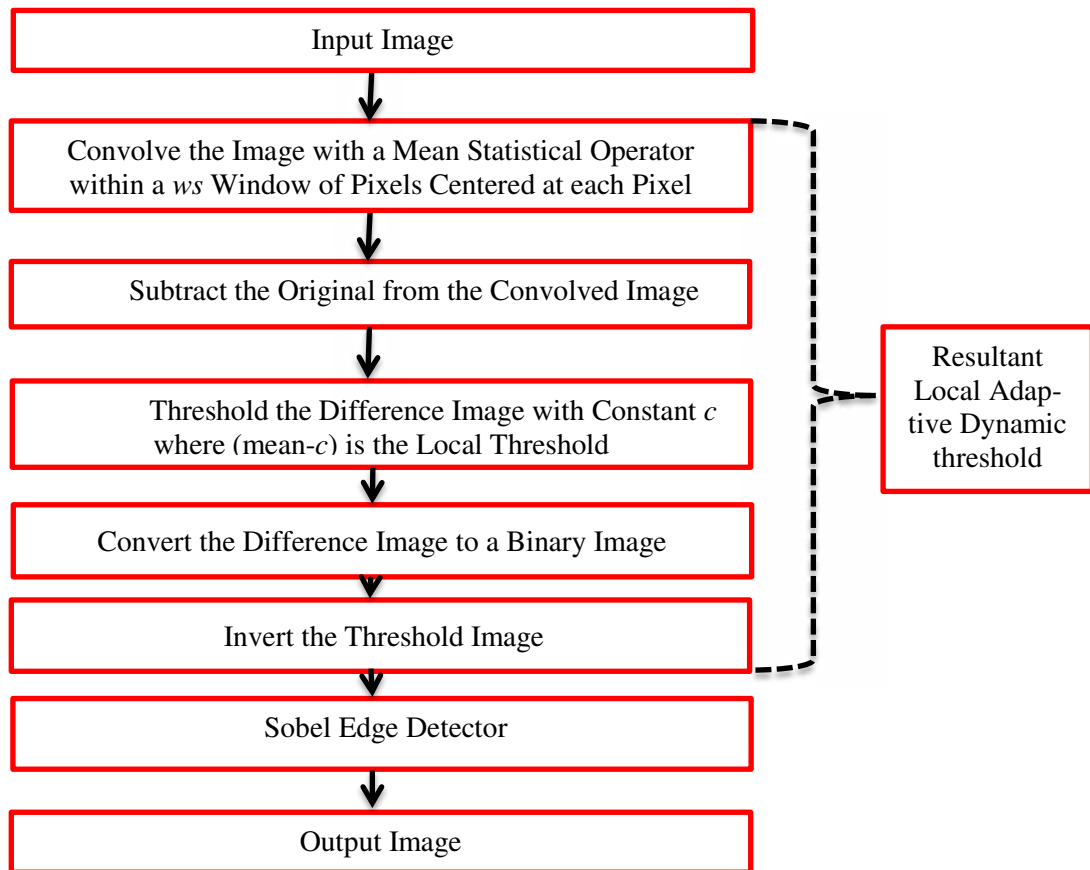 Input Image
Convolve the Image with a Mean Statistical Operator
within a ws Window of Pixels Centered at each Pixel
Subtract the Original from the Convolved Image
Threshold the Difference Image with Constant c
where (mean-c) is the Local Threshold
Convert the Difference Image to a Binary Image
Invert the Threshold Image
Sobel Edge Detector
Output Image
Resultant
Local Adap-
tive Dynamic
threshold